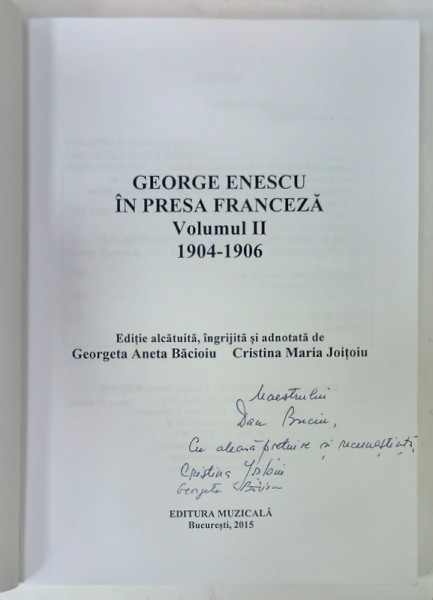 GEORGE ENESCU
ÎN PRESA FRANCEZĂ
Volumul II
1904-1906
Ediție alcătuită, îngrijită și adnotată de
Georgeta Aneta Băcioiu Cristina Maria Joițoiu
Maestrului
Dan Buciu,
Cu aleasă prețuire și recunoștință,
Cristina Joițoiu
Georgeta Băcioiu
EDITURA MUZICALĂ
București, 2015